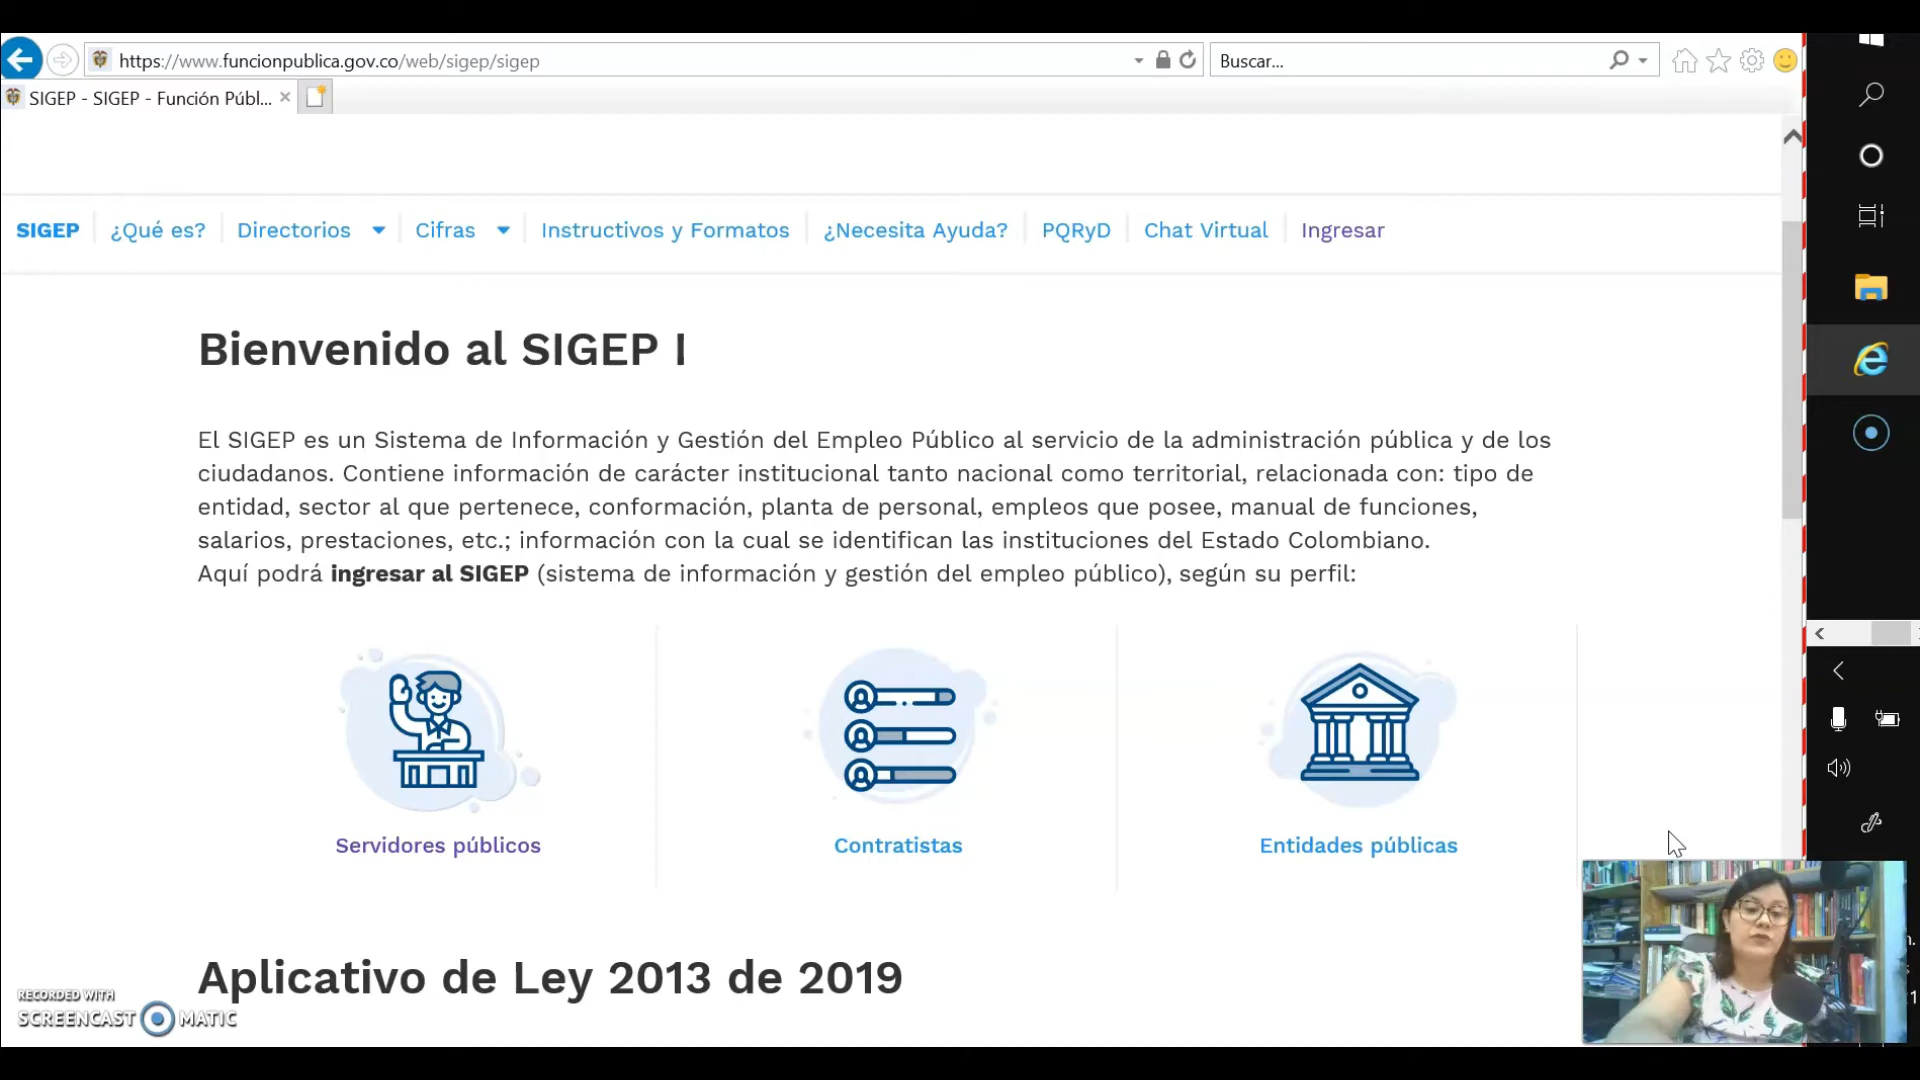 https://www.funcionpublica.gov.co/web/sigep/sigep
Buscar...
SIGEP - SIGEP - Función Públ...
SIGEP
¿Qué es?
Directorios
Cifras
Instructivos y Formatos
¿Necesita Ayuda?
PQRyD
Chat Virtual
Ingresar
Bienvenido al SIGEP I
El SIGEP es un Sistema de Información y Gestión del Empleo Público al servicio de la administración pública y de los
ciudadanos. Contiene información de carácter institucional tanto nacional como territorial, relacionada con: tipo de
entidad, sector al que pertenece, conformación, planta de personal, empleos que posee, manual de funciones,
salarios, prestaciones, etc.; información con la cual se identifican las instituciones del Estado Colombiano.
Aquí podrá ingresar al SIGEP (sistema de información y gestión del empleo público), según su perfil:
Servidores públicos
Contratistas
Entidades públicas
Aplicativo de Ley 2013 de 2019
RECORDED WITH
SCREENCAST MATIC